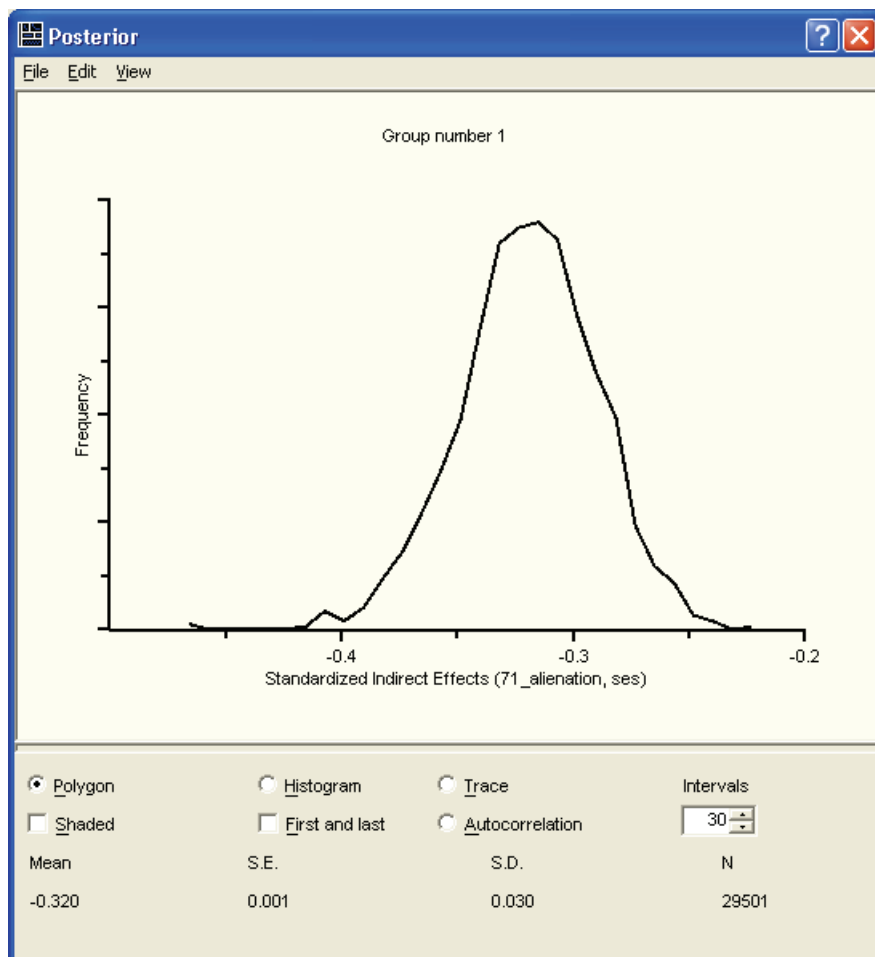 Posterior
File Edit View
Group number 1
Frequency
-0.4 -0.3 -0.2
Standardized Indirect Effects (71_alienation, ses)
Polygon Histogram Trace Intervals
Shaded First and last Autocorrelation 30
Mean S.E. S.D. N
-0.320 0.001 0.030 29501